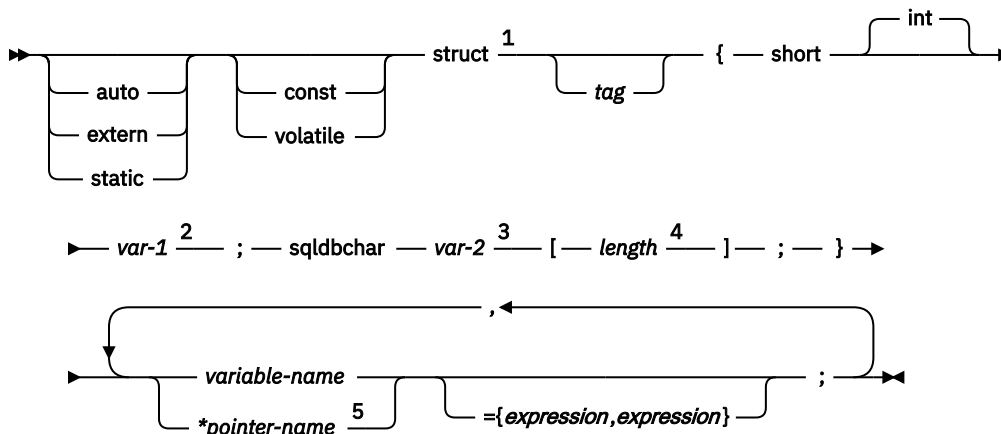 int
struct 1 { short
auto const tag
extern volatile
static
var-1 2 ; sqldbchar var-2 3 [ length 4 ] ; }
,
variable-name ;
*pointer-name 5 ={expression,expression}